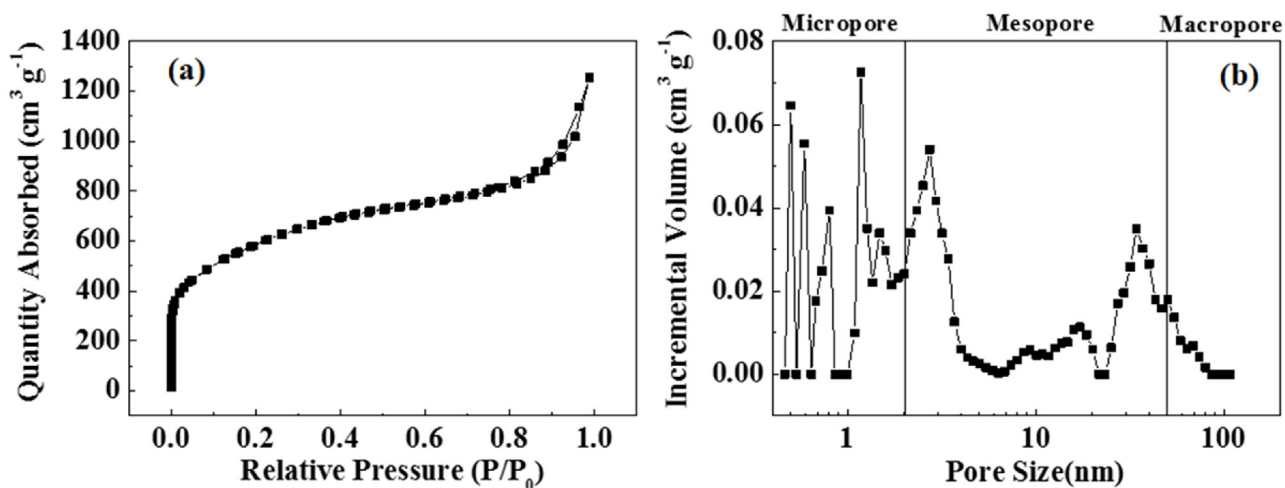 (a)
Quantity Absorbed (cm³ g⁻¹)
1400
1200
1000
800
600
400
200
0
0.0 0.2 0.4 0.6 0.8 1.0
Relative Pressure (P/P₀)
Micropore Mesopore Macropore
(b)
Incremental Volume (cm³ g⁻¹)
0.08
0.06
0.04
0.02
0.00
1 10 100
Pore Size(nm)